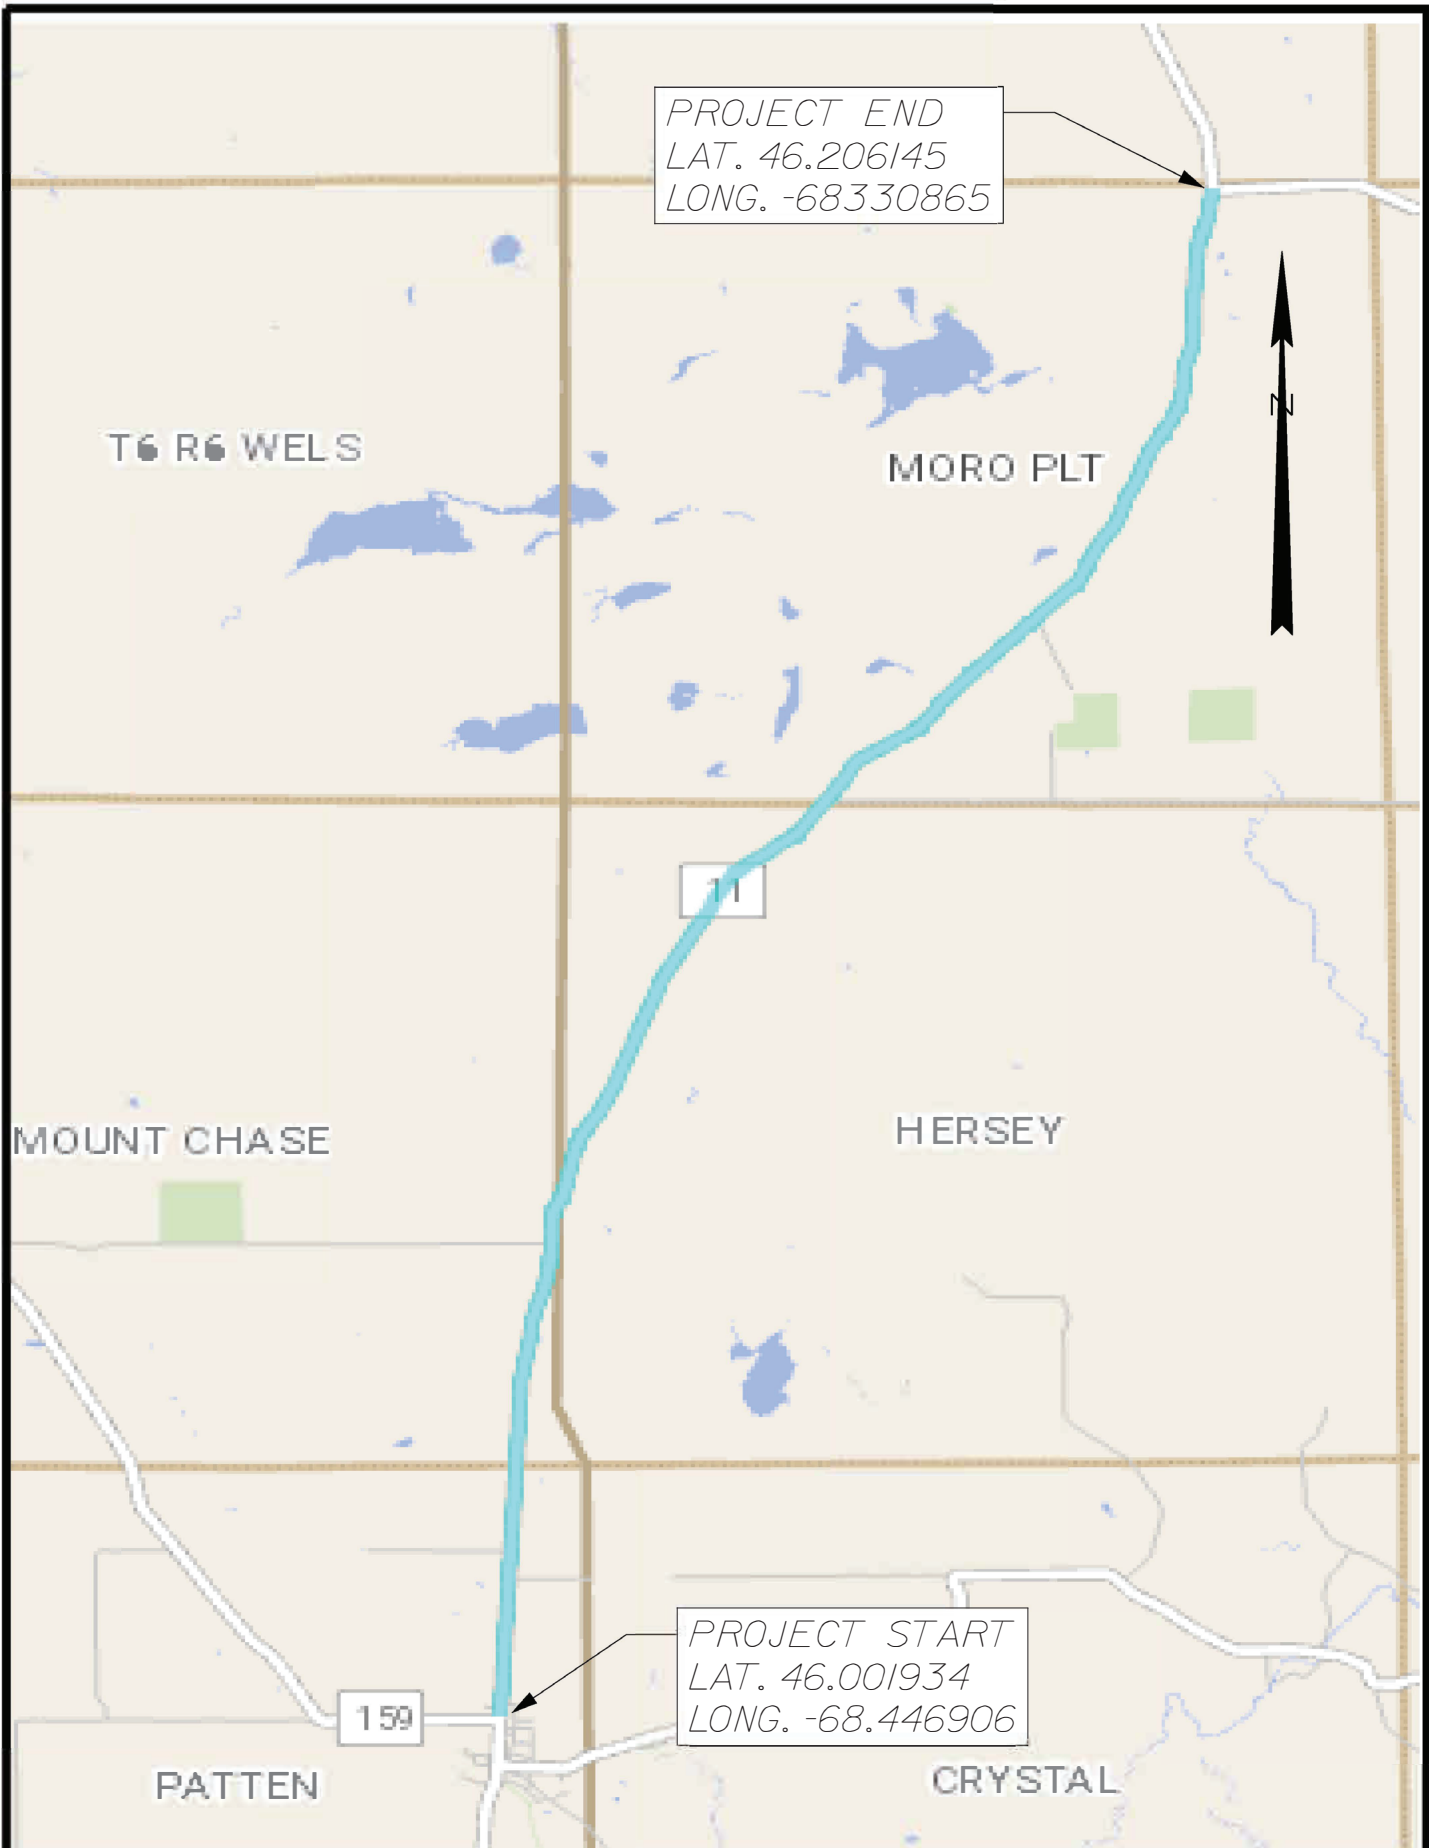 PROJECT END
LAT. 46.206145
LONG. -68330865
T6 R6 WELS
MORO PLT
N
11
MOUNT CHASE
HERSEY
PROJECT START
LAT. 46.001934
LONG. -68.446906
159
PATTEN
CRYSTAL